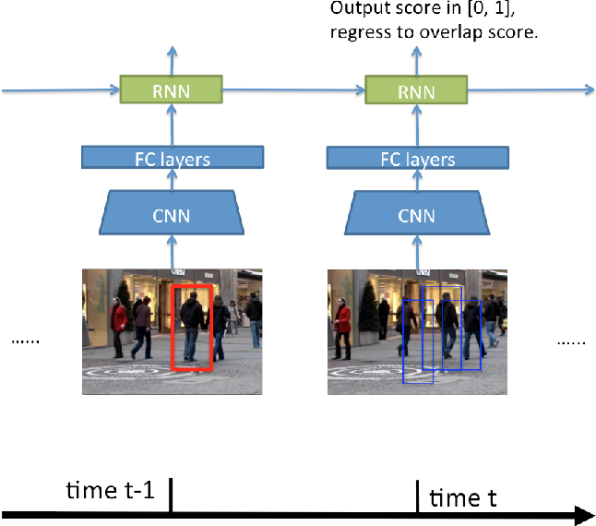 Output score in [0, 1],
regress to overlap score.
RNN
RNN
FC layers
FC layers
CNN
CNN
......
......
time t-1
time t